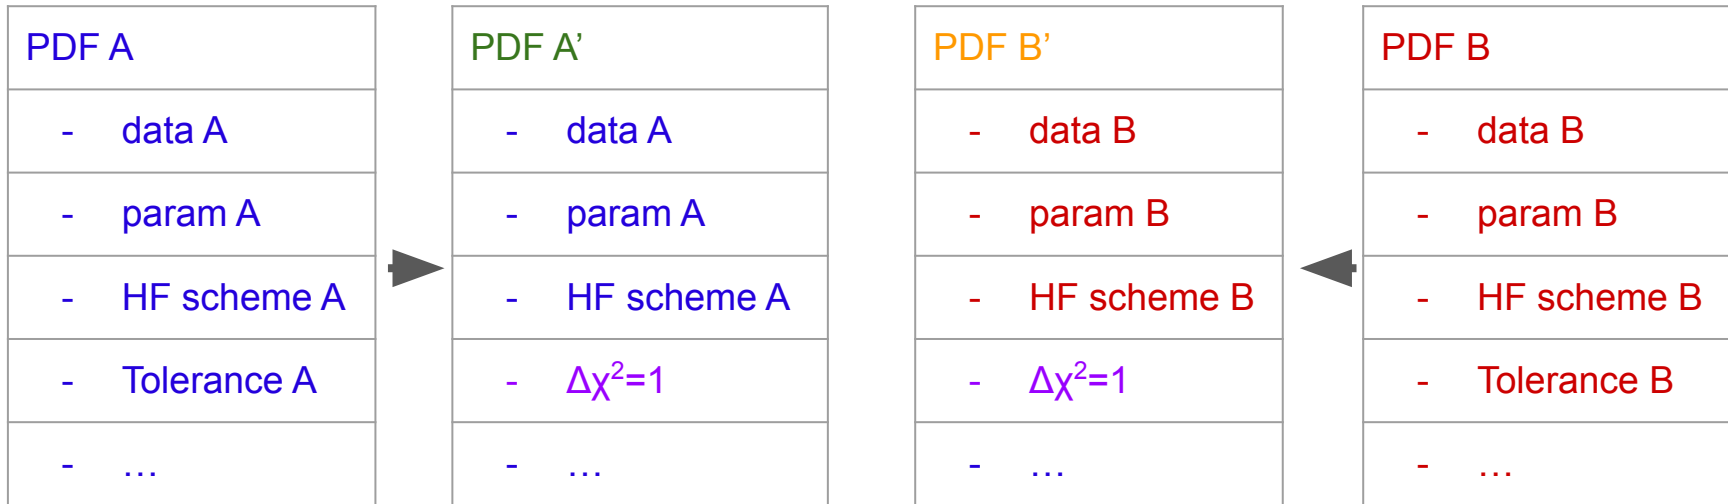 PDF A
- data A
- param A
- HF scheme A
- Tolerance A
- …
PDF A’
- data A
- param A
- HF scheme A
- Δχ²=1
- …
PDF B’
- data B
- param B
- HF scheme B
- Δχ²=1
- …
PDF B
- data B
- param B
- HF scheme B
- Tolerance B
- …